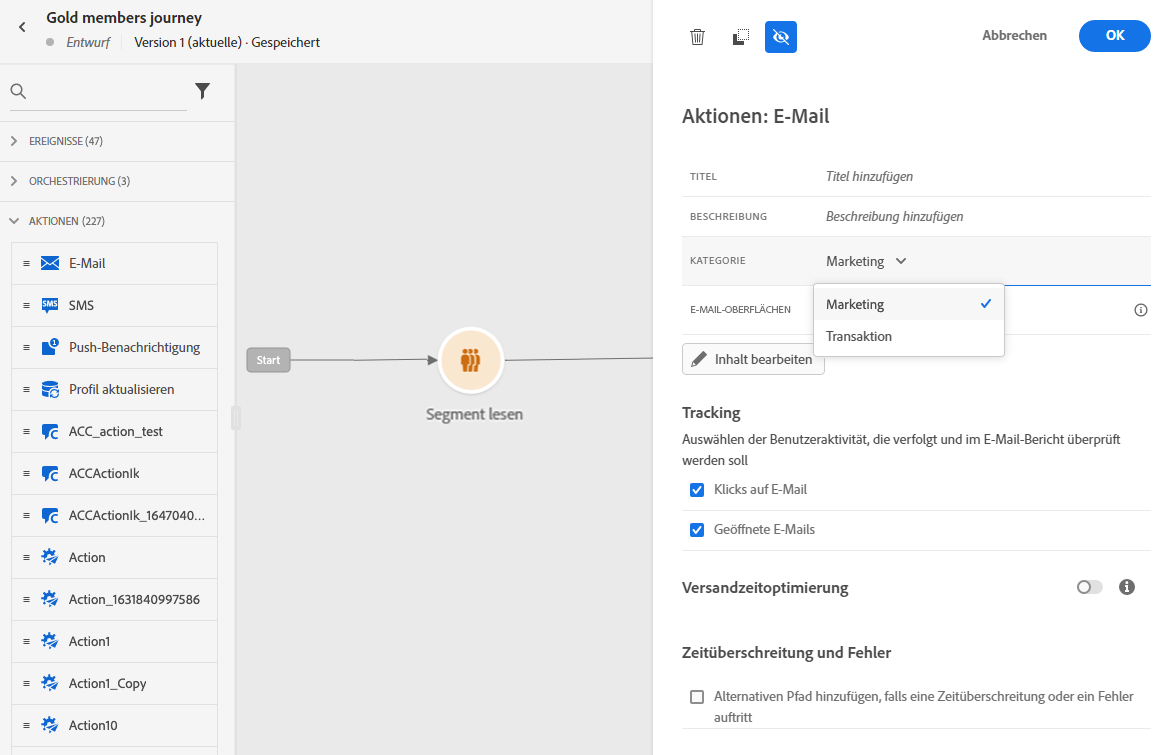 Gold members journey
Entwurf Version 1 (aktuelle) · Gespeichert
EREIGNISSE (47)
ORCHESTRIERUNG (3)
AKTIONEN (227)
E-Mail
SMS SMS
1 Push-Benachrichtigung
Profil aktualisieren
ACC_action_test
ACCActionIk
ACCActionIk_1647040...
Action
Action_1631840997586
Action1
Action1_Copy
Action10
Start
Segment lesen
Abbrechen OK
Aktionen: E-Mail
TITEL Titel hinzufügen
BESCHREIBUNG Beschreibung hinzufügen
KATEGORIE Marketing
Marketing
E-MAIL-OBERFLÄCHEN
Transaktion
Inhalt bearbeiten
Tracking
Auswählen der Benutzeraktivität, die verfolgt und im E-Mail-Bericht überprüft
werden soll
Klicks auf E-Mail
Geöffnete E-Mails
Versandzeitoptimierung
Zeitüberschreitung und Fehler
Alternativen Pfad hinzufügen, falls eine Zeitüberschreitung oder ein Fehler
auftritt